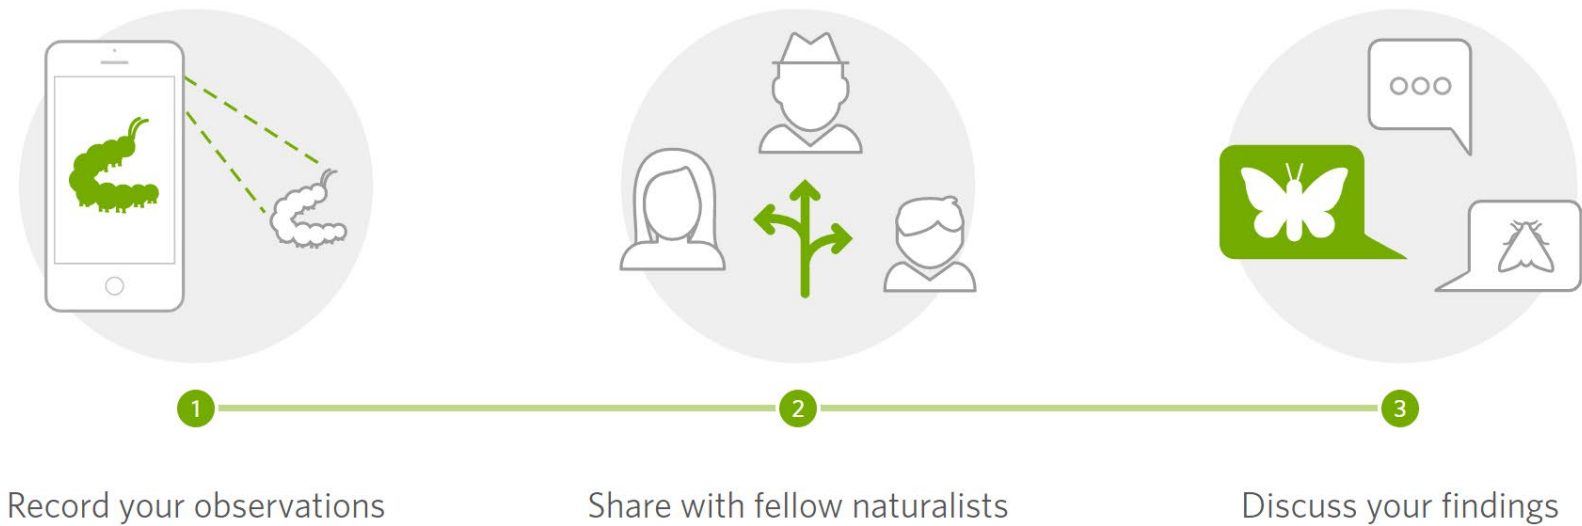 1
2
3
Record your observations
Share with fellow naturalists
Discuss your findings